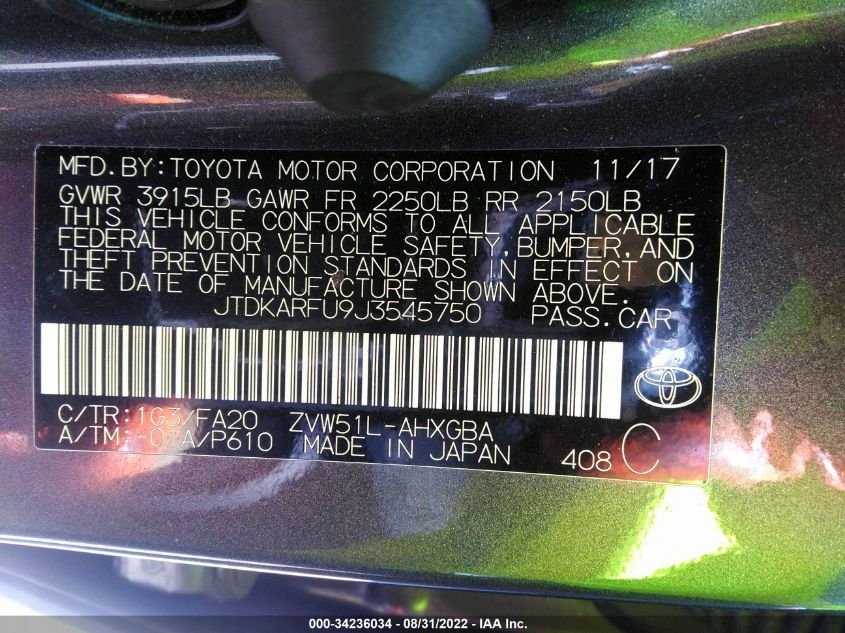 MFD.BY:TOYOTA MOTOR CORPORATION 11/17
GVWR 3915LB GAWR FR 2250LB RR 2150LB
THIS VEHICLE CONFORMS TO ALL APPLICABLE
FEDERAL MOTOR VEHICLE SAFETY,BUMPER,AND
THEFT PREVENTION STANDARDS IN EFFECT ON
THE DATE OF MANUFACTURE SHOWN ABOVE.
JTDKARFU9J3545750 PASS.CAR
C/TR:1G3/FA20 ZVW51L-AHXGBA
A/TM:-01A/P610 MADE IN JAPAN 408 C
000-34236034 - 08/31/2022 - IAA Inc.